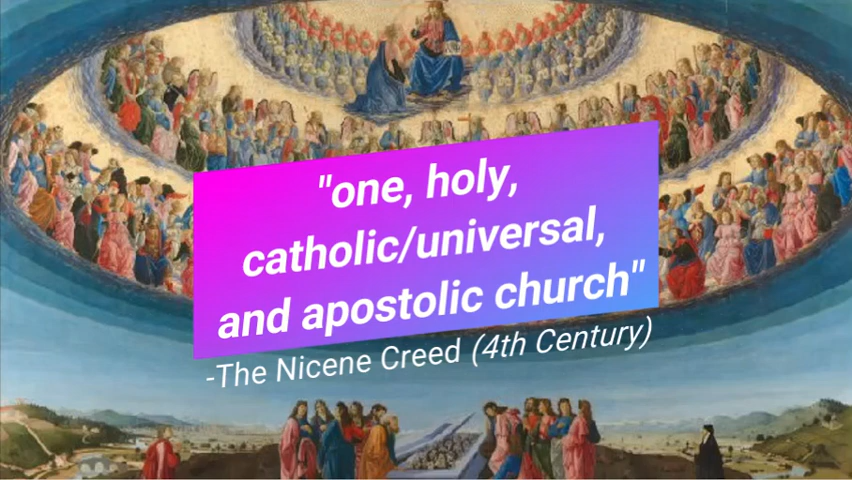 "one, holy,
catholic/universal,
and apostolic church"
-The Nicene Creed (4th Century)